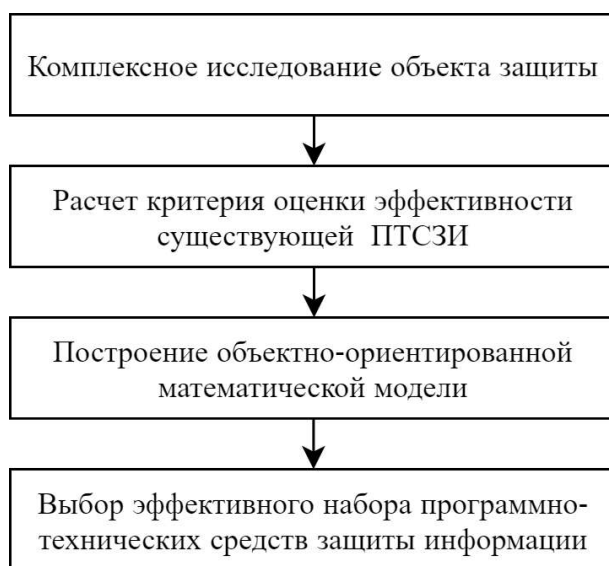 Комплексное исследование объекта защиты
Расчет критерия оценки эффективности
существующей ПТСЗИ
Построение объектно-ориентированной
математической модели
Выбор эффективного набора программно-
технических средств защиты информации